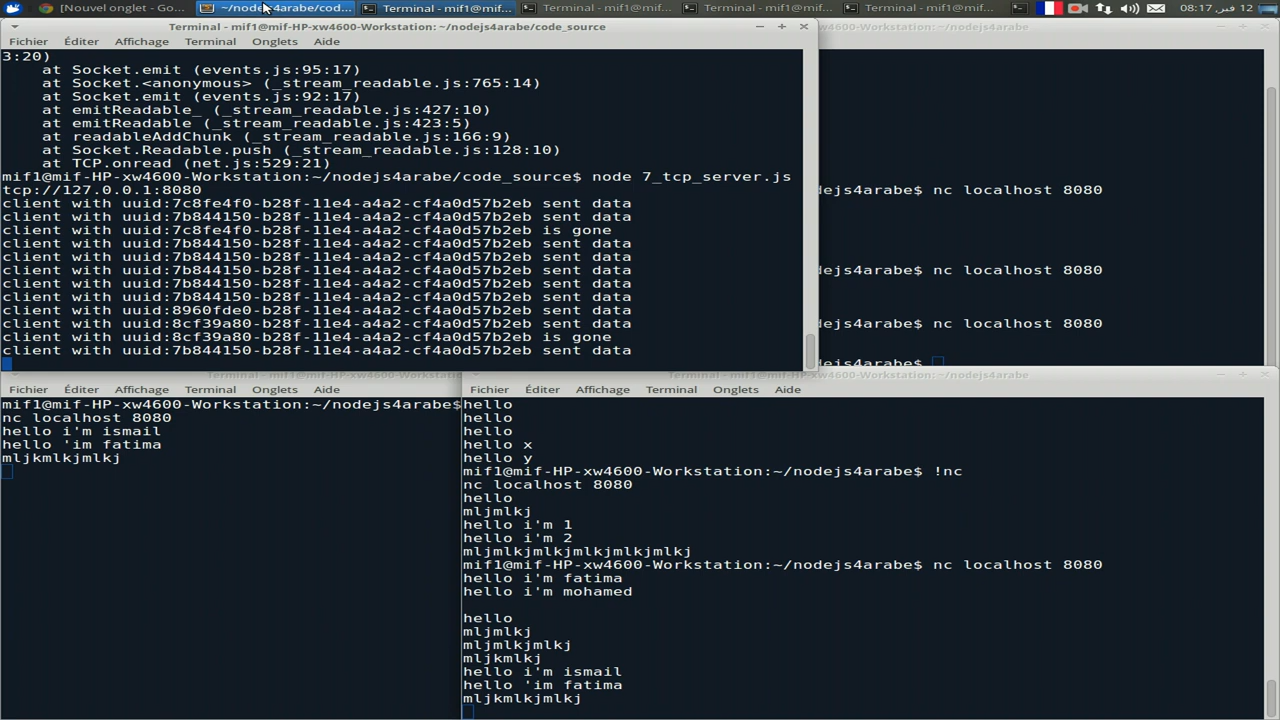 [Nouvel onglet - Go...
~/nodejs4arabe/cod...
Terminal - mif1@mif...
Terminal - mif1@mif...
Terminal - mif1@mif...
Terminal - mif1@mif...
12 فبر, 08:17
Terminal - mif1@mif-HP-xw4600-Workstation: ~/nodejs4arabe/code_source
Fichier Éditer Affichage Terminal Onglets Aide
3:20)
at Socket.emit (events.js:95:17)
at Socket.<anonymous> (_stream_readable.js:765:14)
at Socket.emit (events.js:92:17)
at emitReadable_ (_stream_readable.js:427:10)
at emitReadable (_stream_readable.js:423:5)
at readableAddChunk (_stream_readable.js:166:9)
at Socket.Readable.push (_stream_readable.js:128:10)
at TCP.onread (net.js:529:21)
mif1@mif-HP-xw4600-Workstation:~/nodejs4arabe/code_source$ node 7_tcp_server.js
tcp://127.0.0.1:8080
client with uuid:7c8fe4f0-b28f-11e4-a4a2-cf4a0d57b2eb sent data
client with uuid:7b844150-b28f-11e4-a4a2-cf4a0d57b2eb sent data
client with uuid:7c8fe4f0-b28f-11e4-a4a2-cf4a0d57b2eb is gone
client with uuid:7b844150-b28f-11e4-a4a2-cf4a0d57b2eb sent data
client with uuid:7b844150-b28f-11e4-a4a2-cf4a0d57b2eb sent data
client with uuid:7b844150-b28f-11e4-a4a2-cf4a0d57b2eb sent data
client with uuid:7b844150-b28f-11e4-a4a2-cf4a0d57b2eb sent data
client with uuid:7b844150-b28f-11e4-a4a2-cf4a0d57b2eb sent data
client with uuid:8960fde0-b28f-11e4-a4a2-cf4a0d57b2eb sent data
client with uuid:8cf39a80-b28f-11e4-a4a2-cf4a0d57b2eb sent data
client with uuid:8cf39a80-b28f-11e4-a4a2-cf4a0d57b2eb is gone
client with uuid:7b844150-b28f-11e4-a4a2-cf4a0d57b2eb sent data
-Workstation: ~/nodejs4arabe
dejs4arabe$ nc localhost 8080
dejs4arabe$ nc localhost 8080
dejs4arabe$ nc localhost 8080
dejs4arabe$
Fichier Éditer Affichage Terminal Onglets Aide
mif1@mif-HP-xw4600-Workstation:~/nodejs4arabe$
nc localhost 8080
hello i'm ismail
hello 'im fatima
mljkmlkjmlkj
Terminal - mif1@mif-HP-xw4600-Workstation: ~/nodejs4arabe
Fichier Éditer Affichage Terminal Onglets Aide
hello
hello
hello
hello x
hello y
mif1@mif-HP-xw4600-Workstation:~/nodejs4arabe$ !nc
nc localhost 8080
hello
mljmlkj
hello i'm 1
hello i'm 2
mljmlkjmlkjmlkjmlkjmlkj
mif1@mif-HP-xw4600-Workstation:~/nodejs4arabe$ nc localhost 8080
hello i'm fatima
hello i'm mohamed
hello
mljmlkj
mljmlkjmlkj
mljkmlkj
hello i'm ismail
hello 'im fatima
mljkmlkjmlkj